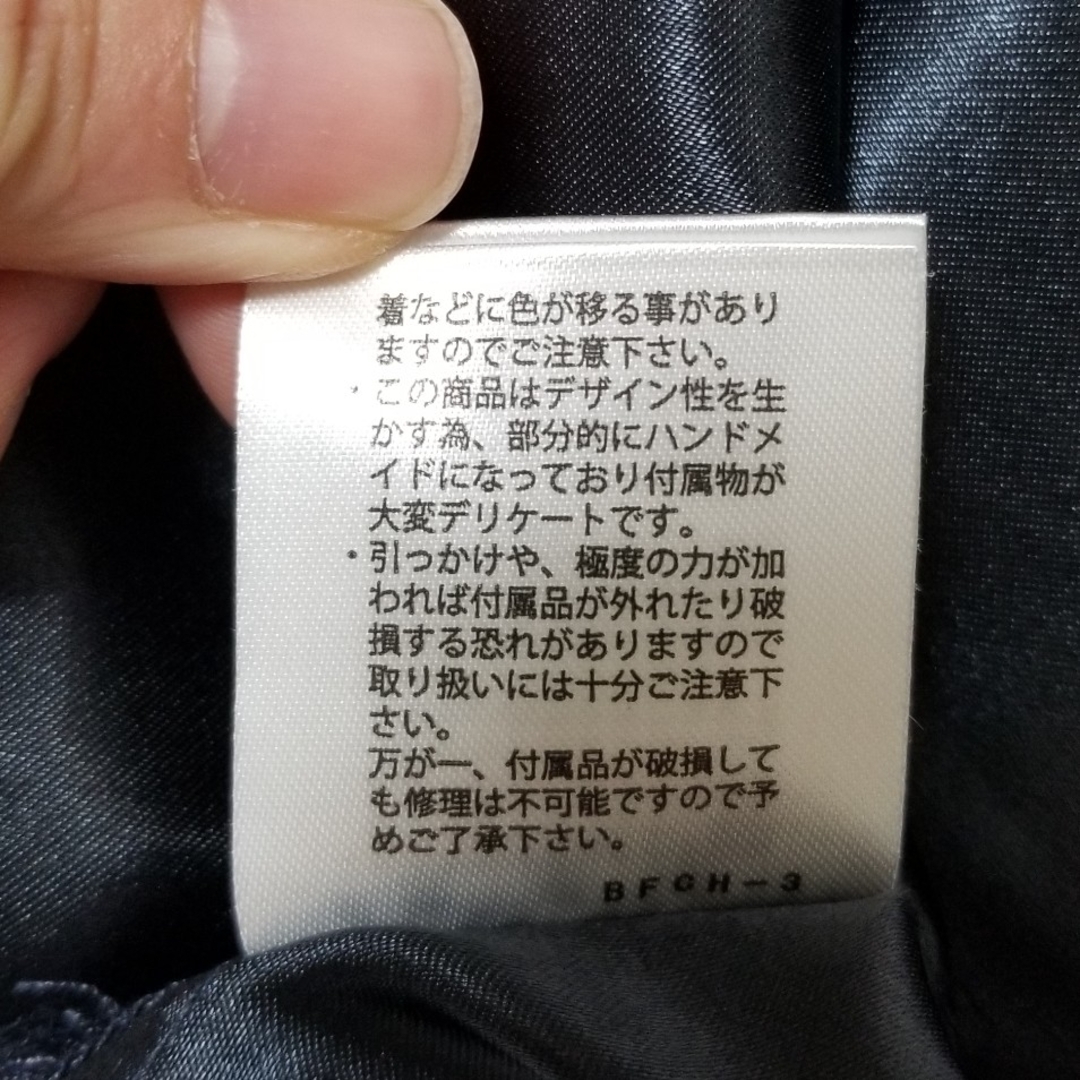 着などに色が移る事があり
ますのでご注意下さい。
・この商品はデザイン性を生
かす為、部分的にハンドメ
イドになっており付属物が
大変デリケートです。
・引っかけや、極度の力が加
われば付属品が外れたり破
損する恐れがありますので
取り扱いには十分ご注意下
さい。
万が一、付属品が破損して
も修理は不可能ですので予
めご了承下さい。
BFCH-3